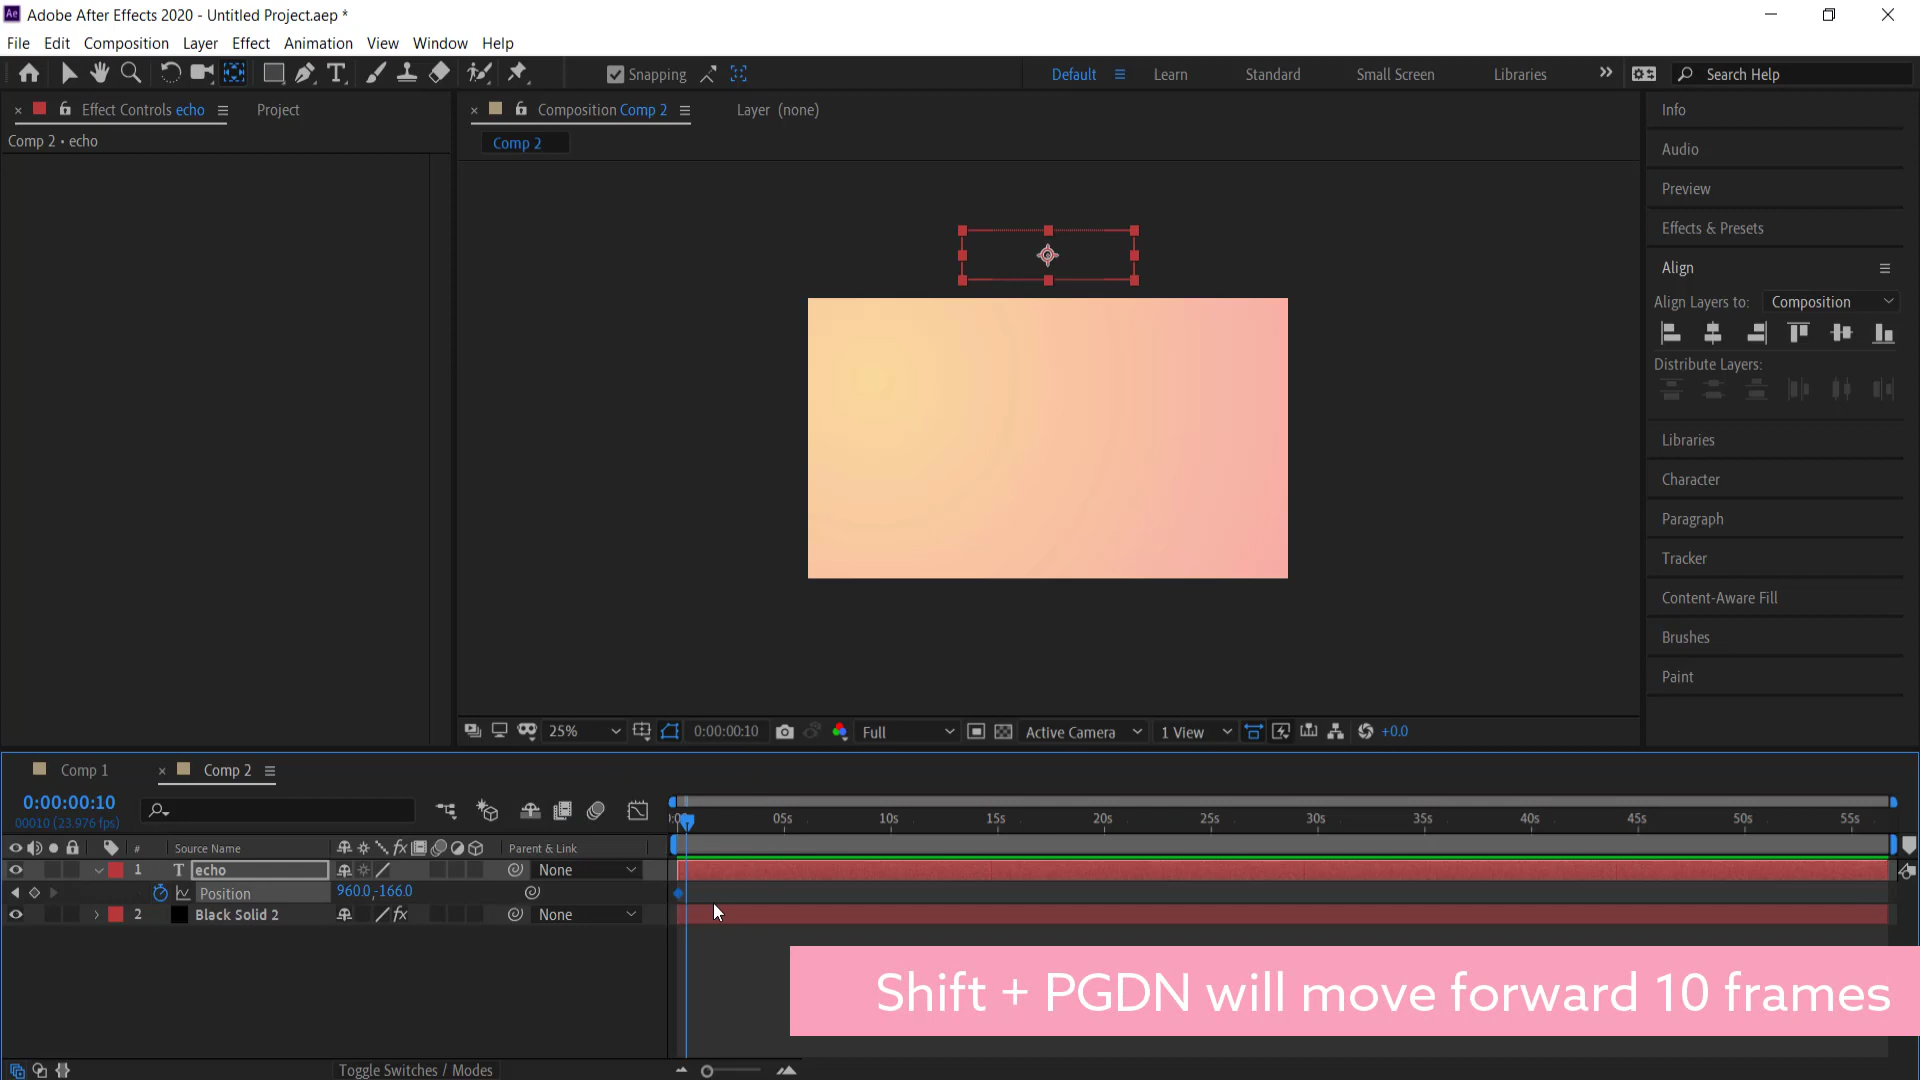 Adobe After Effects 2020 - Untitled Project.aep *
File Edit Composition Layer Effect Animation View Window Help
Snapping Default Learn Standard Small Screen Libraries Search Help
Effect Controls echo Project Composition Comp 2 Layer (none) Info
Comp 2 • echo Comp 2
Audio
Preview
Effects & Presets
Align
Align Layers to: Composition
Distribute Layers:
Libraries
Character
Paragraph
Tracker
Content-Aware Fill
Brushes
Paint
25% 0:00:00:10 Full Active Camera 1 View +0.0
Comp 1 Comp 2
0:00:00:10
00010 (23.976 fps)
05s 10s 15s 20s 25s 30s 35s 40s 45s 50s 55s
# Source Name Parent & Link
1 T echo None
Position 960.0,-166.0
2 Black Solid 2 None
Shift + PGDN will move forward 10 frames
Toggle Switches / Modes